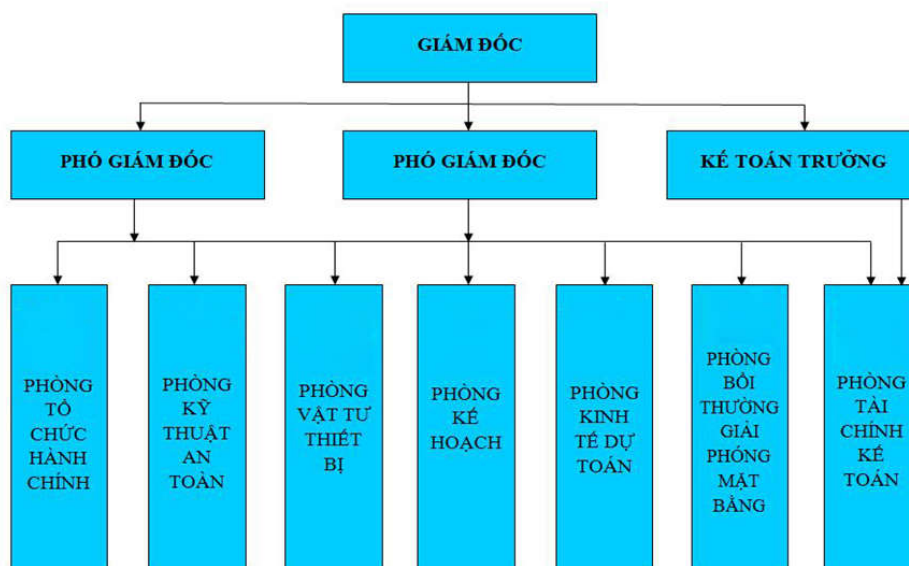 GIÁM ĐỐC
PHÓ GIÁM ĐỐC
PHÓ GIÁM ĐỐC
KẾ TOÁN TRƯỞNG
PHÒNG
TỔ
CHỨC
HÀNH
CHÍNH
PHÒNG
KỸ
THUẬT
AN
TOÀN
PHÒNG
VẬT TƯ
THIẾT
BỊ
PHÒNG
KẾ
HOẠCH
PHÒNG
KINH
TẾ DỰ
TOÁN
PHÒNG
BỒI
THƯỜNG
GIẢI
PHÓNG
MẶT
BẰNG
PHÒNG
TÀI
CHÍNH
KẾ
TOÁN